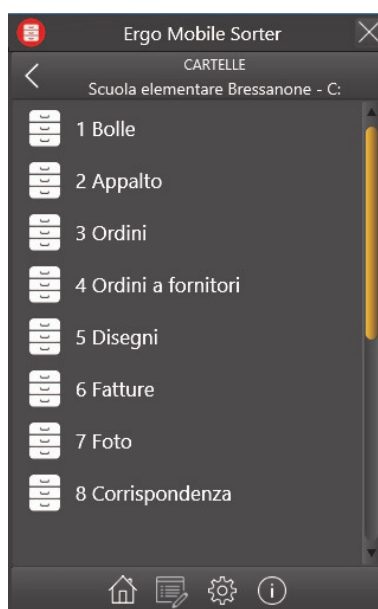 Ergo Mobile Sorter
CARTELLE
Scuola elementare Bressanone - C:
1 Bolle
2 Appalto
3 Ordini
4 Ordini a fornitori
5 Disegni
6 Fatture
7 Foto
8 Corrispondenza